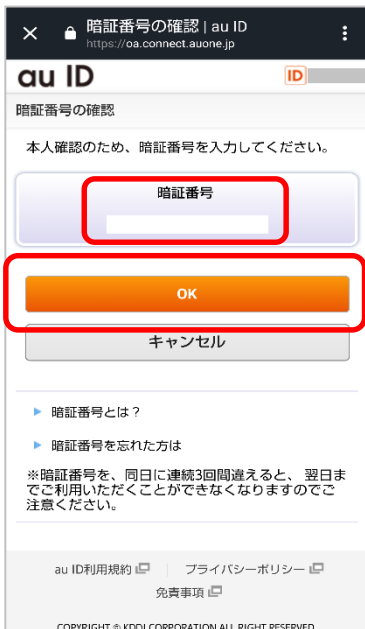 暗証番号の確認 | au ID
https://oa.connect.auone.jp
au ID
ID
暗証番号の確認
本人確認のため、暗証番号を入力してください。
暗証番号
OK
キャンセル
暗証番号とは？
暗証番号を忘れた方は
※暗証番号を、同日に連続3回間違えると、翌日ま
でご利用いただくことができなくなりますのでご
注意ください。
au ID利用規約 | プライバシーポリシー
免責事項
COPYRIGHT © KDDI CORPORATION ALL RIGHT RESERVED